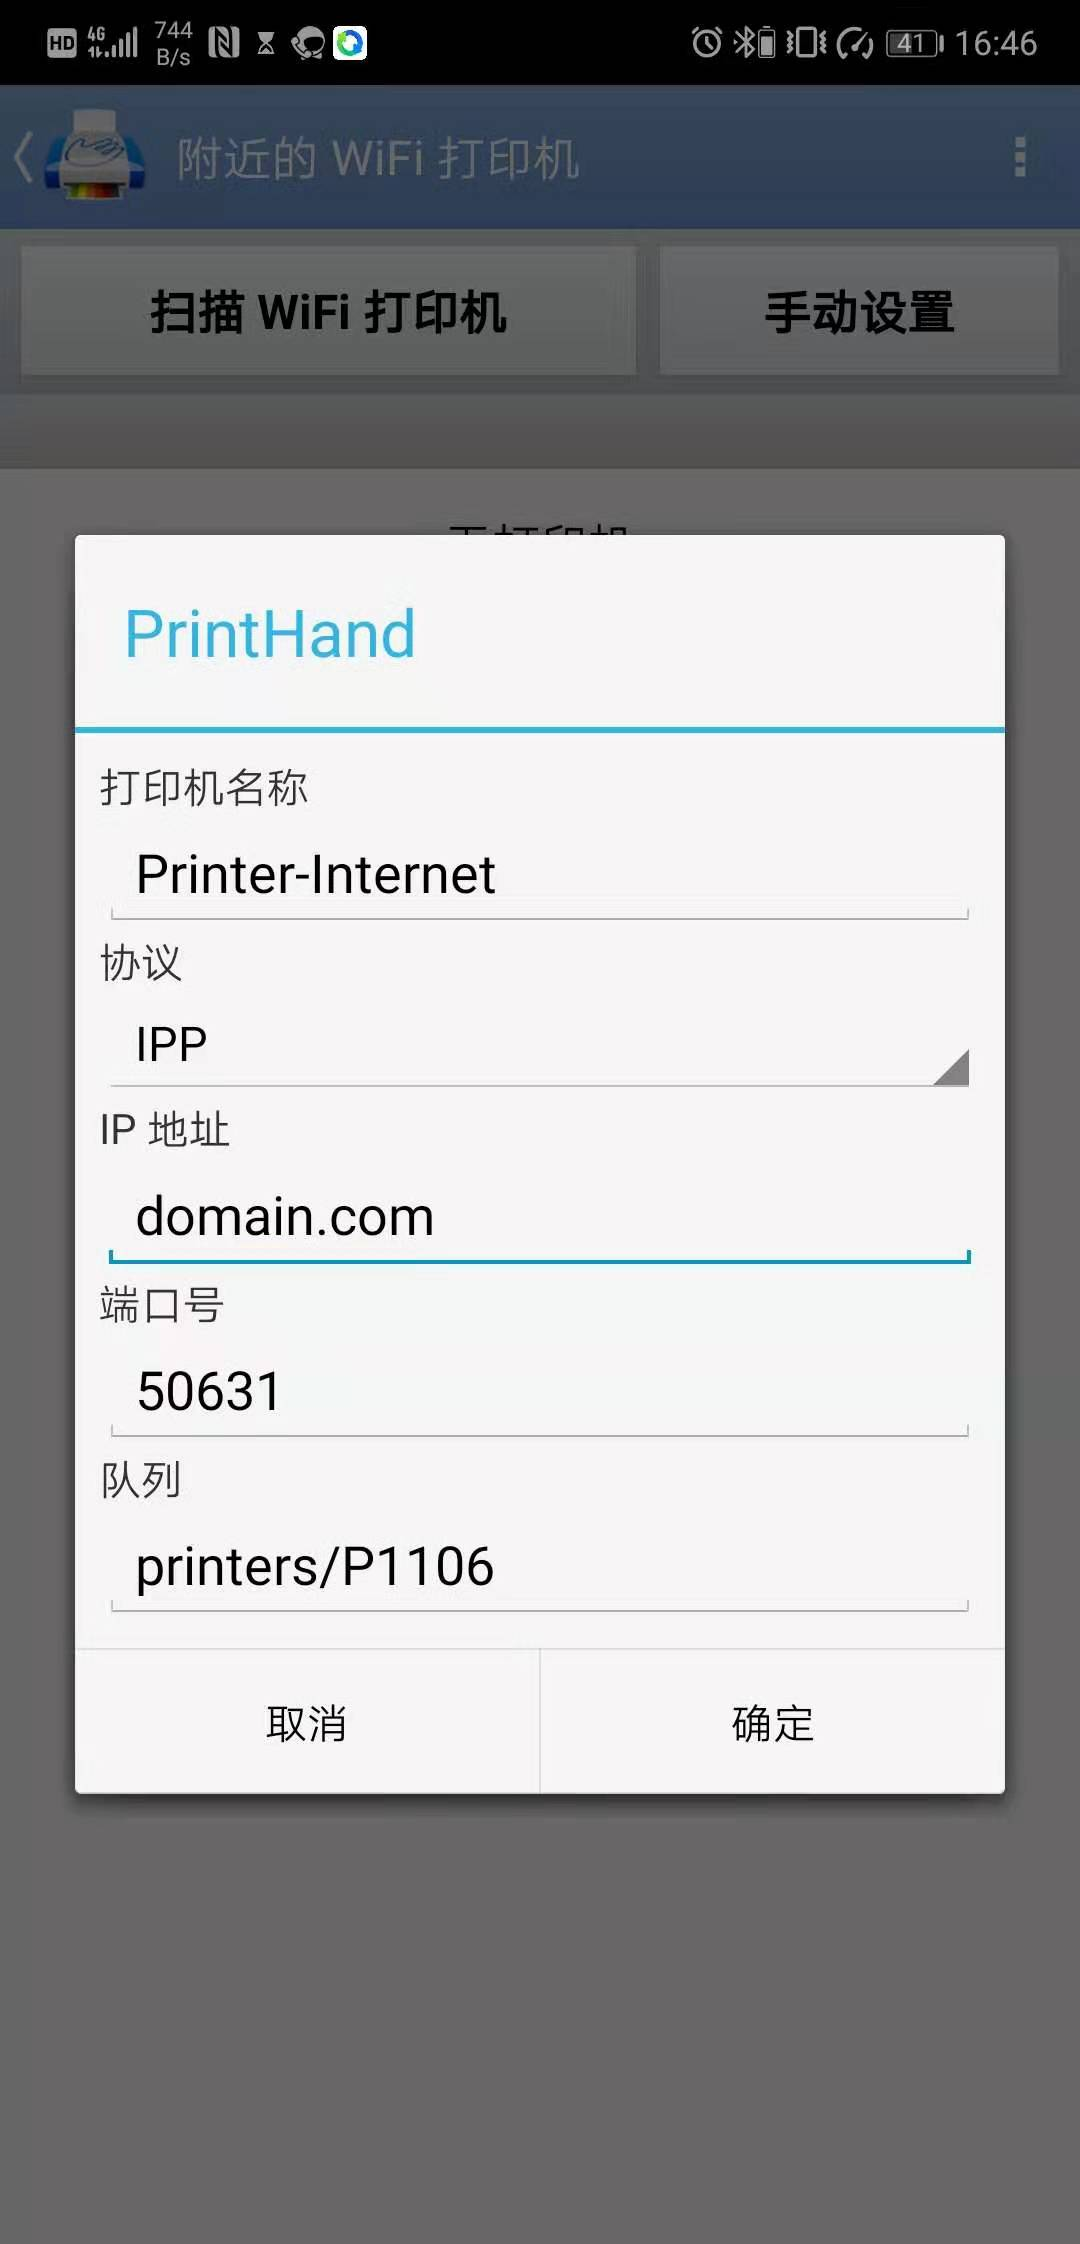 HD 4G 744 B/s 41 16:46
附近的 WiFi 打印机
扫描 WiFi 打印机 手动设置
PrintHand
打印机名称
Printer-Internet
协议
IPP
IP 地址
domain.com
端口号
50631
队列
printers/P1106
取消 确定